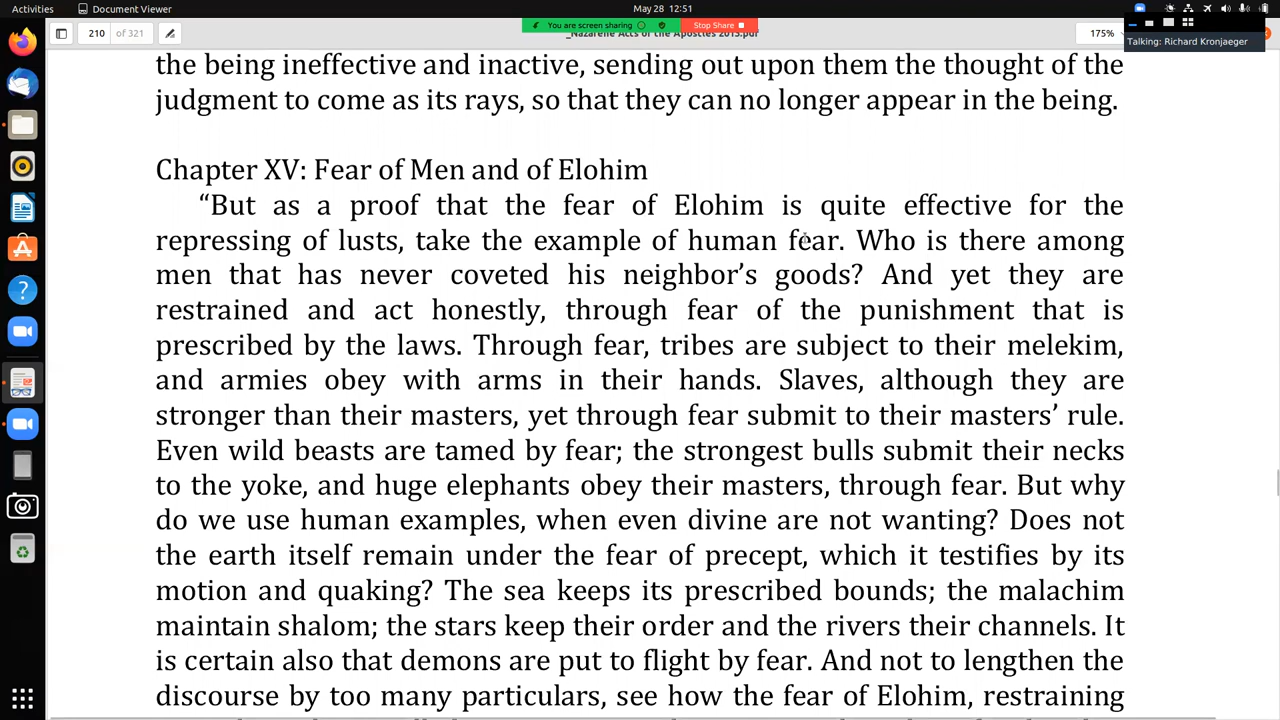 Activities
Document Viewer
May 28 12:51
You are screen sharing
Stop Share
210
of 321
_Nazarene Acts of the Apostles 2015.pdf
175%
Talking: Richard Kronjaeger
the being ineffective and inactive, sending out upon them the thought of the
judgment to come as its rays, so that they can no longer appear in the being.
Chapter XV: Fear of Men and of Elohim
“But as a proof that the fear of Elohim is quite effective for the
repressing of lusts, take the example of human fear. Who is there among
men that has never coveted his neighbor’s goods? And yet they are
restrained and act honestly, through fear of the punishment that is
prescribed by the laws. Through fear, tribes are subject to their melekim,
and armies obey with arms in their hands. Slaves, although they are
stronger than their masters, yet through fear submit to their masters’ rule.
Even wild beasts are tamed by fear; the strongest bulls submit their necks
to the yoke, and huge elephants obey their masters, through fear. But why
do we use human examples, when even divine are not wanting? Does not
the earth itself remain under the fear of precept, which it testifies by its
motion and quaking? The sea keeps its prescribed bounds; the malachim
maintain shalom; the stars keep their order and the rivers their channels. It
is certain also that demons are put to flight by fear. And not to lengthen the
discourse by too many particulars, see how the fear of Elohim, restraining